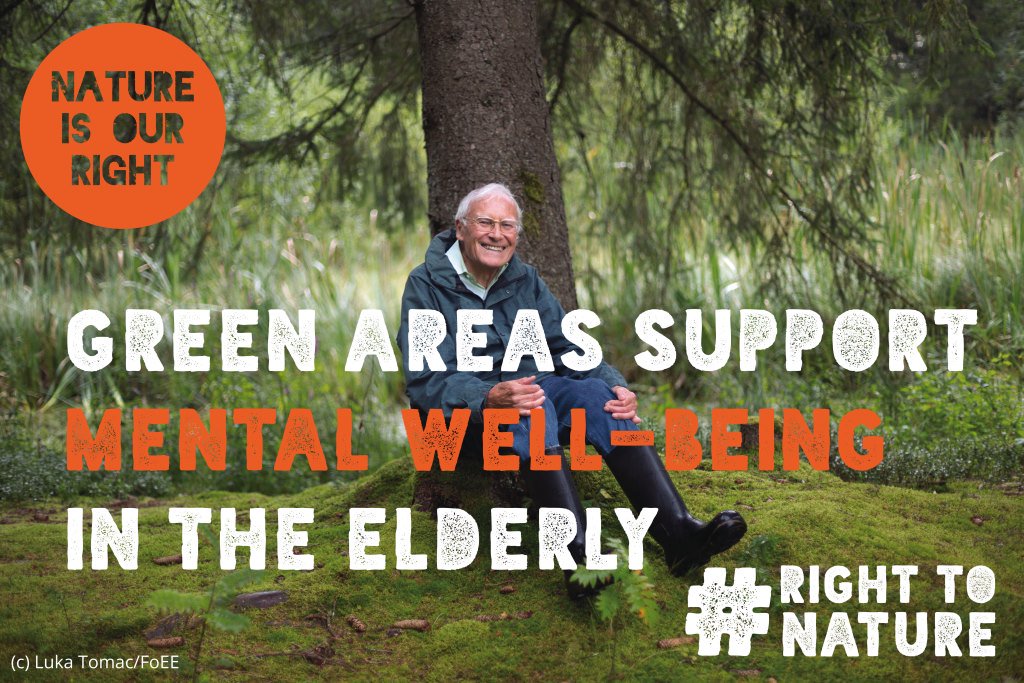 NATURE
IS OUR
RIGHT
GREEN AREAS SUPPORT
MENTAL WELL-BEING
IN THE ELDERLY
# RIGHT TO
NATURE
(c) Luka Tomac/FoEE